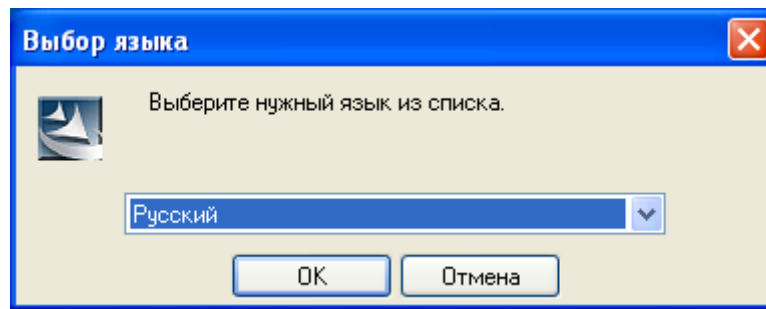 Выбор языка
Выберите нужный язык из списка.
Русский
OK Отмена